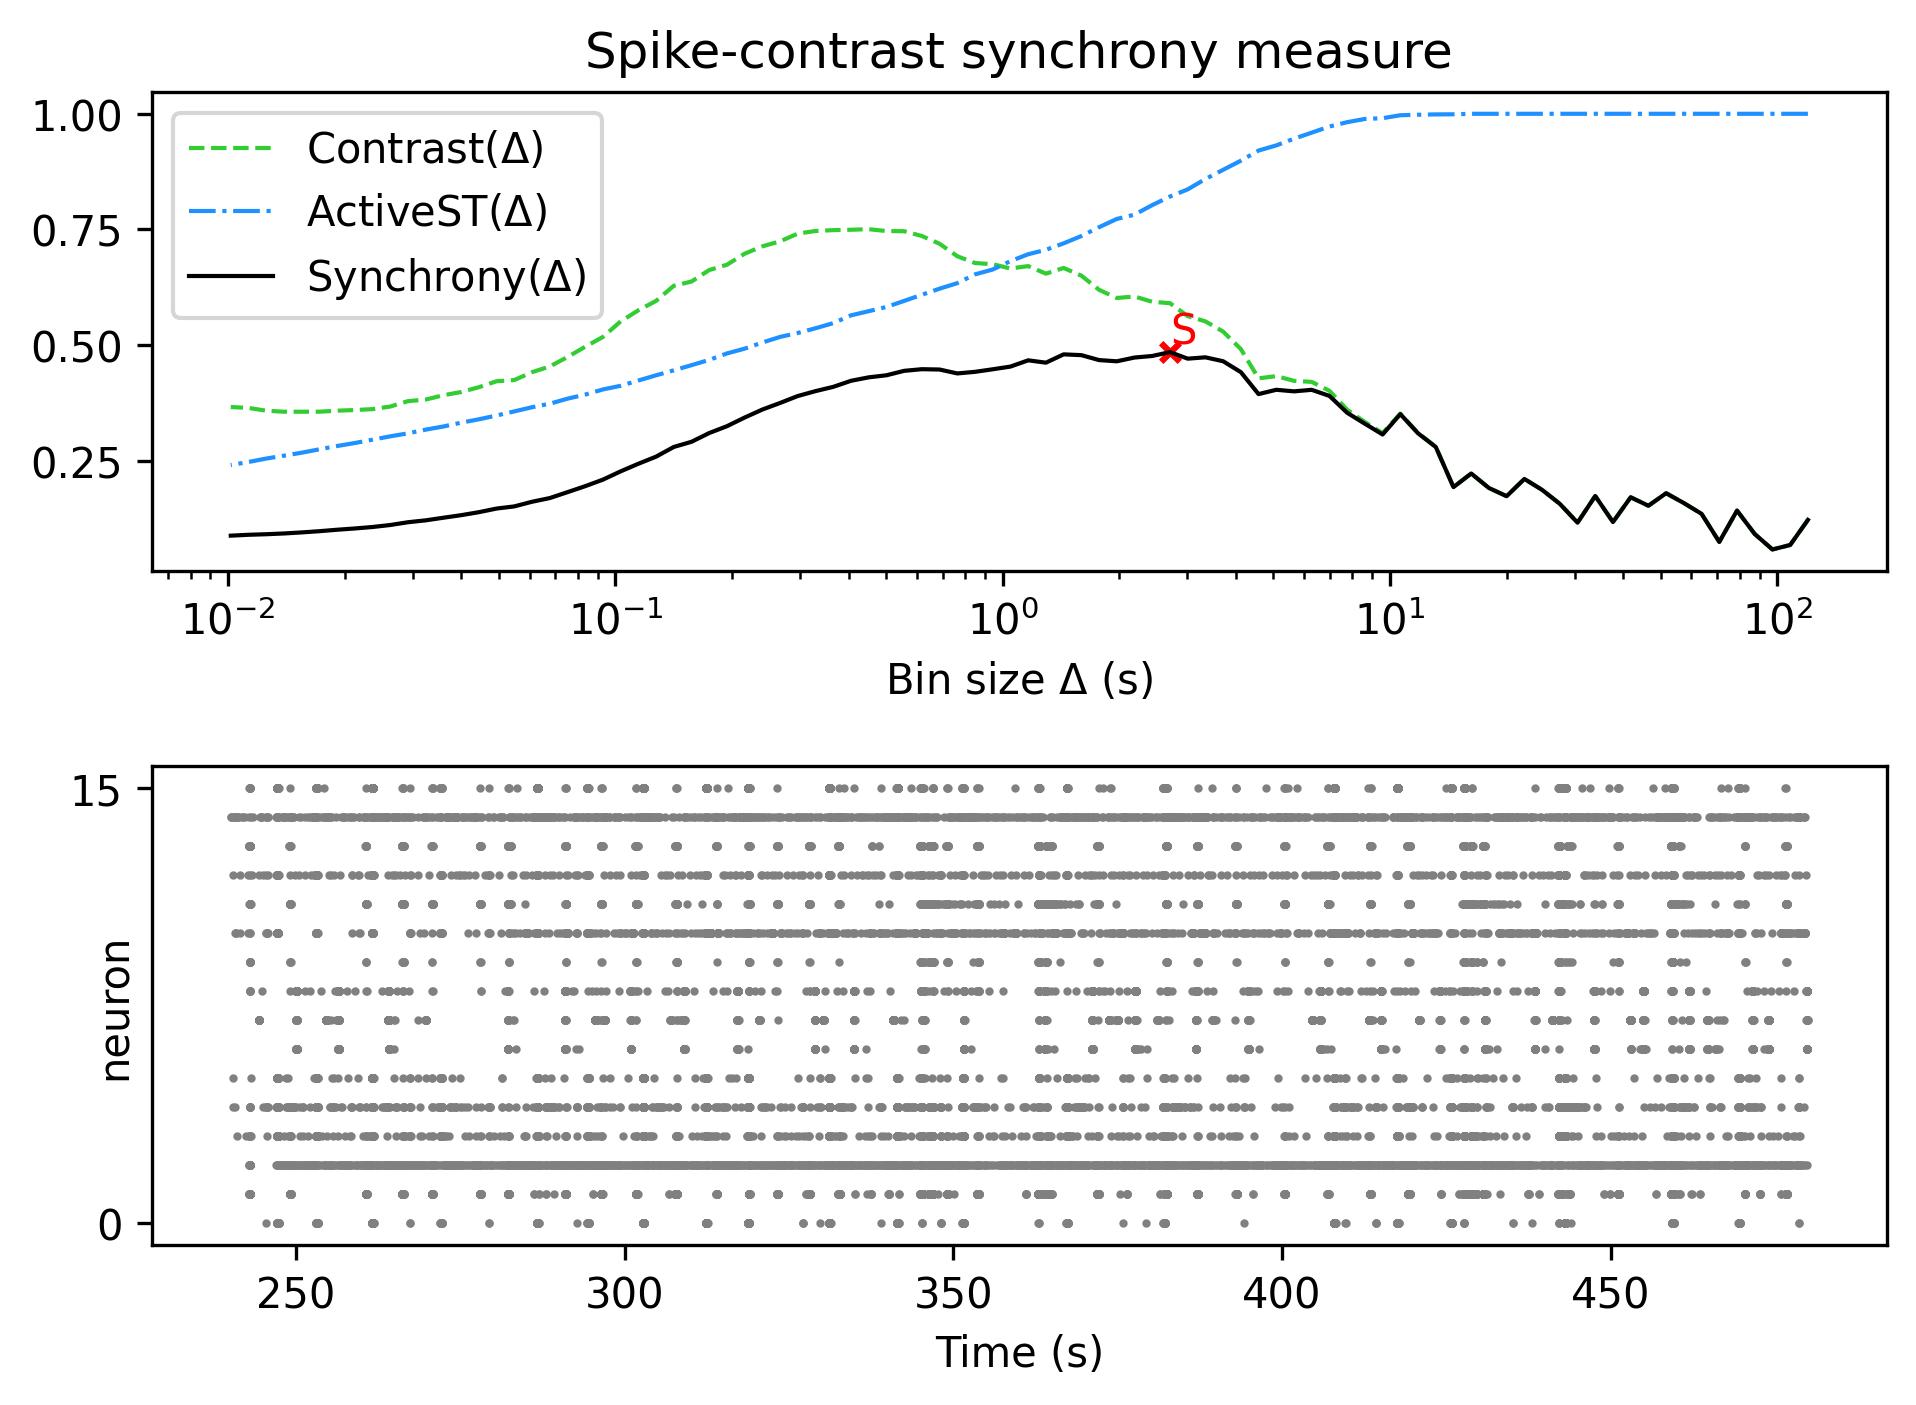 Spike-contrast synchrony measure
1.00
0.75
0.50
0.25
Contrast(Δ)
ActiveST(Δ)
Synchrony(Δ)
S
10⁻² 10⁻¹ 10⁰ 10¹ 10²
Bin size Δ (s)
15
0
neuron
250 300 350 400 450
Time (s)